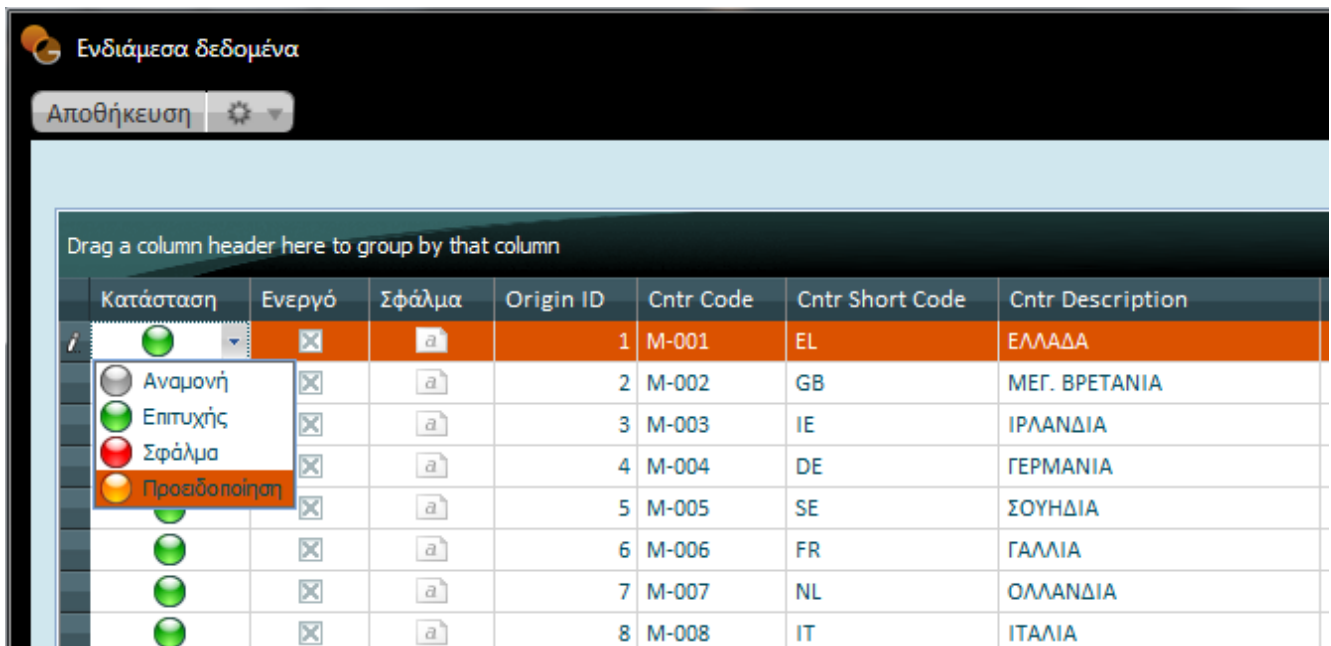 Ενδιάμεσα δεδομένα
Αποθήκευση
Drag a column header here to group by that column
Κατάσταση Ενεργό Σφάλμα Origin ID Cntr Code Cntr Short Code Cntr Description
1 M-001 EL ΕΛΛΑΔΑ
Αναμονή a 2 M-002 GB ΜΕΓ. ΒΡΕΤΑΝΙΑ
Επιτυχής a 3 M-003 IE ΙΡΛΑΝΔΙΑ
Σφάλμα a 4 M-004 DE ΓΕΡΜΑΝΙΑ
Προειδοποίηση a 5 M-005 SE ΣΟΥΗΔΙΑ
a 6 M-006 FR ΓΑΛΛΙΑ
a 7 M-007 NL ΟΛΛΑΝΔΙΑ
a 8 M-008 IT ΙΤΑΛΙΑ